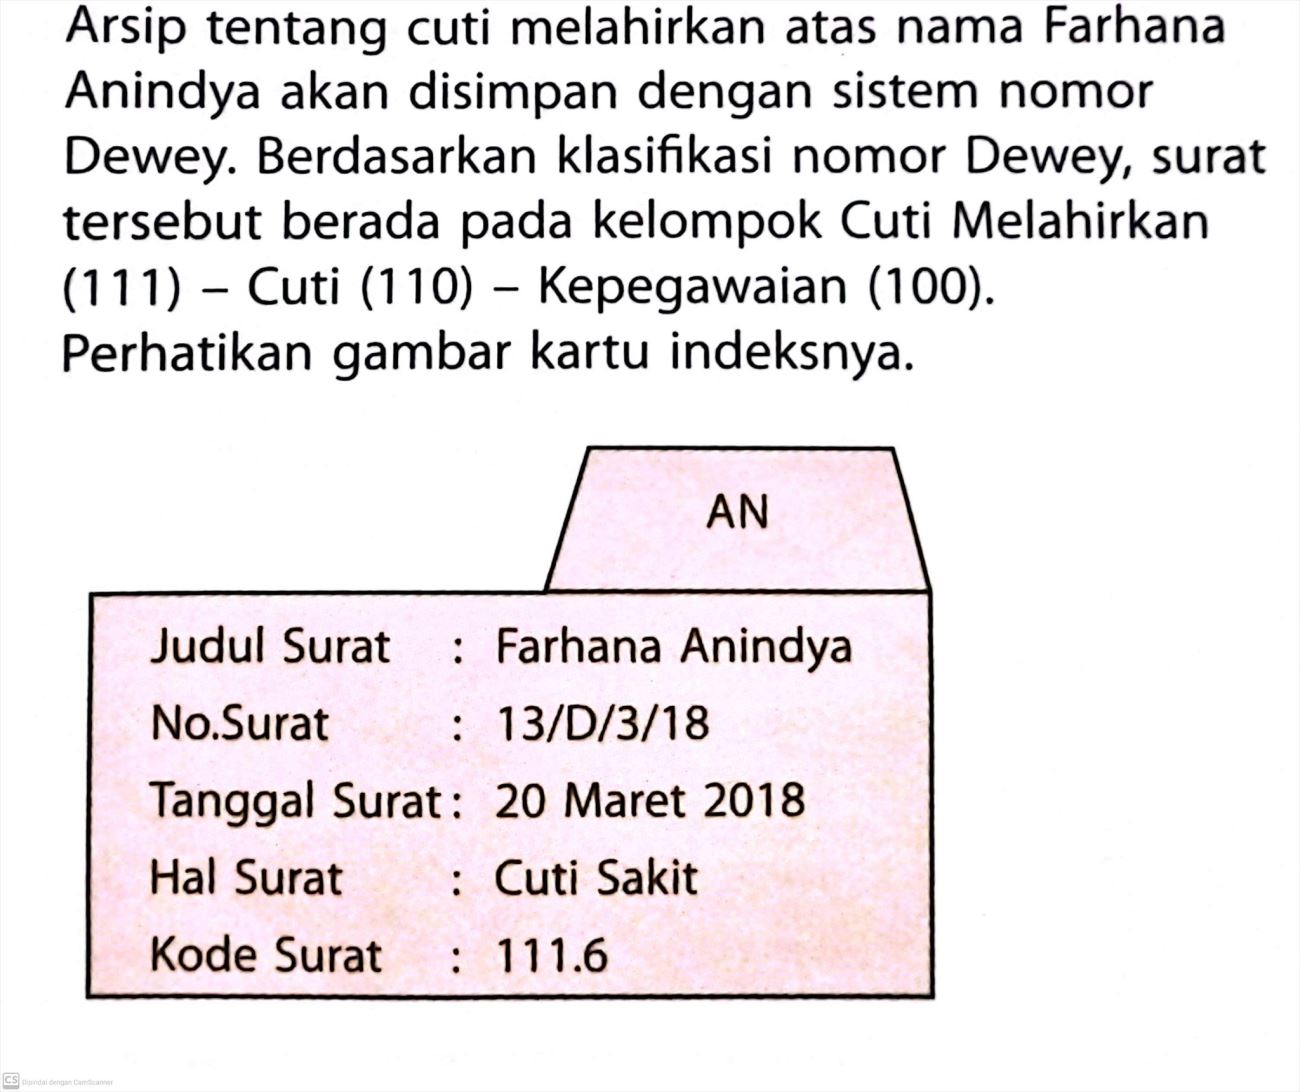 Arsip tentang cuti melahirkan atas nama Farhana
Anindya akan disimpan dengan sistem nomor
Dewey. Berdasarkan klasifikasi nomor Dewey, surat
tersebut berada pada kelompok Cuti Melahirkan
(111) – Cuti (110) – Kepegawaian (100).
Perhatikan gambar kartu indeksnya.
AN
Judul Surat : Farhana Anindya
No.Surat : 13/D/3/18
Tanggal Surat : 20 Maret 2018
Hal Surat : Cuti Sakit
Kode Surat : 111.6
CS Dipindai dengan CamScanner